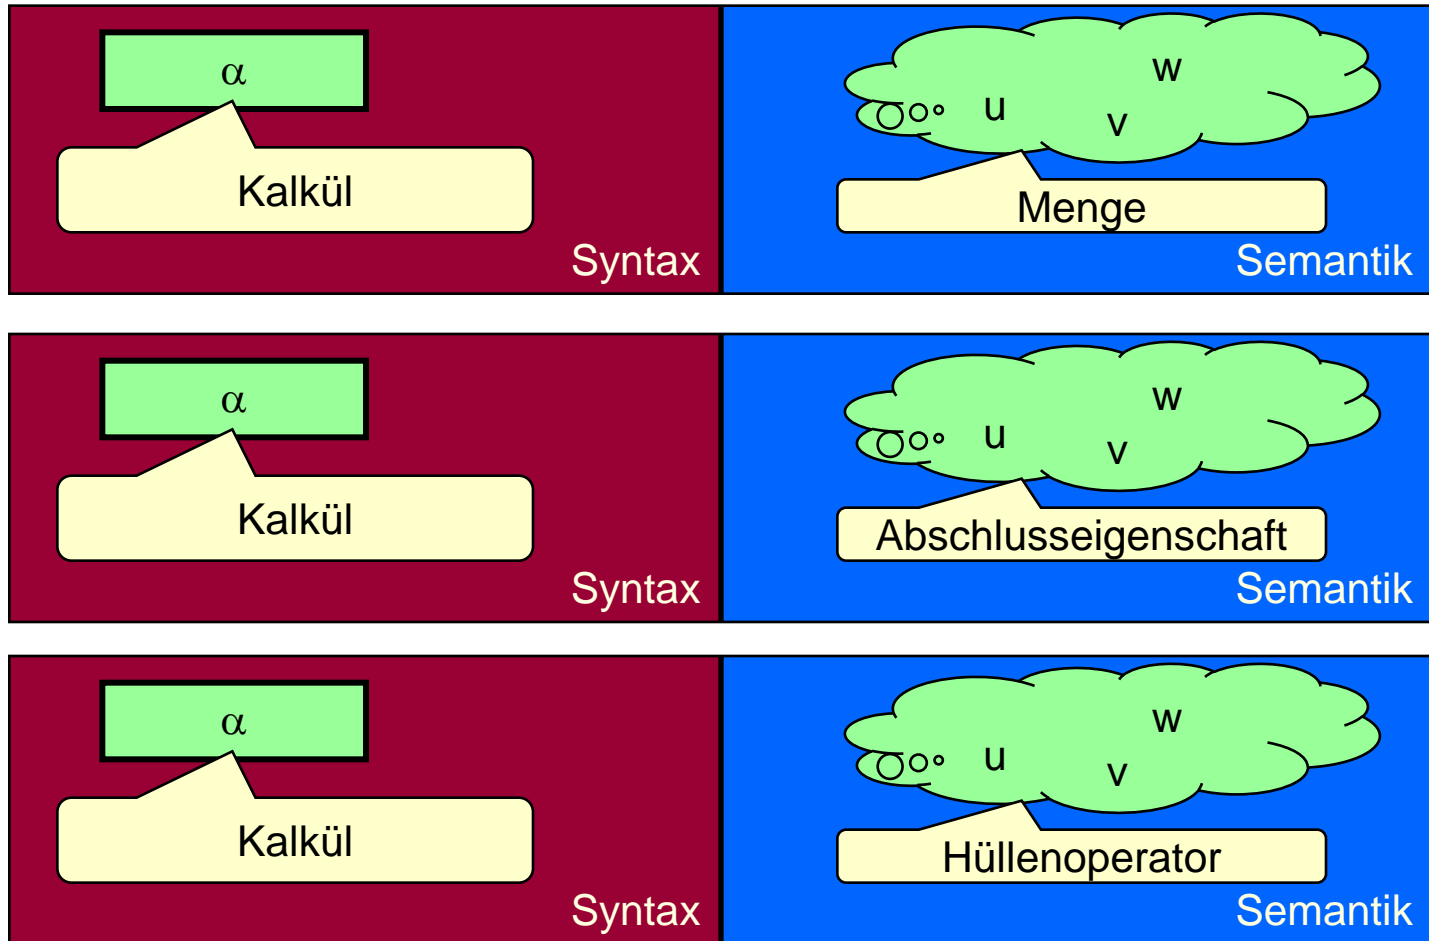 α
Kalkül
Syntax
w
u
v
Menge
Semantik
α
Kalkül
Syntax
w
u
v
Abschlusseigenschaft
Semantik
α
Kalkül
Syntax
w
u
v
Hüllenoperator
Semantik